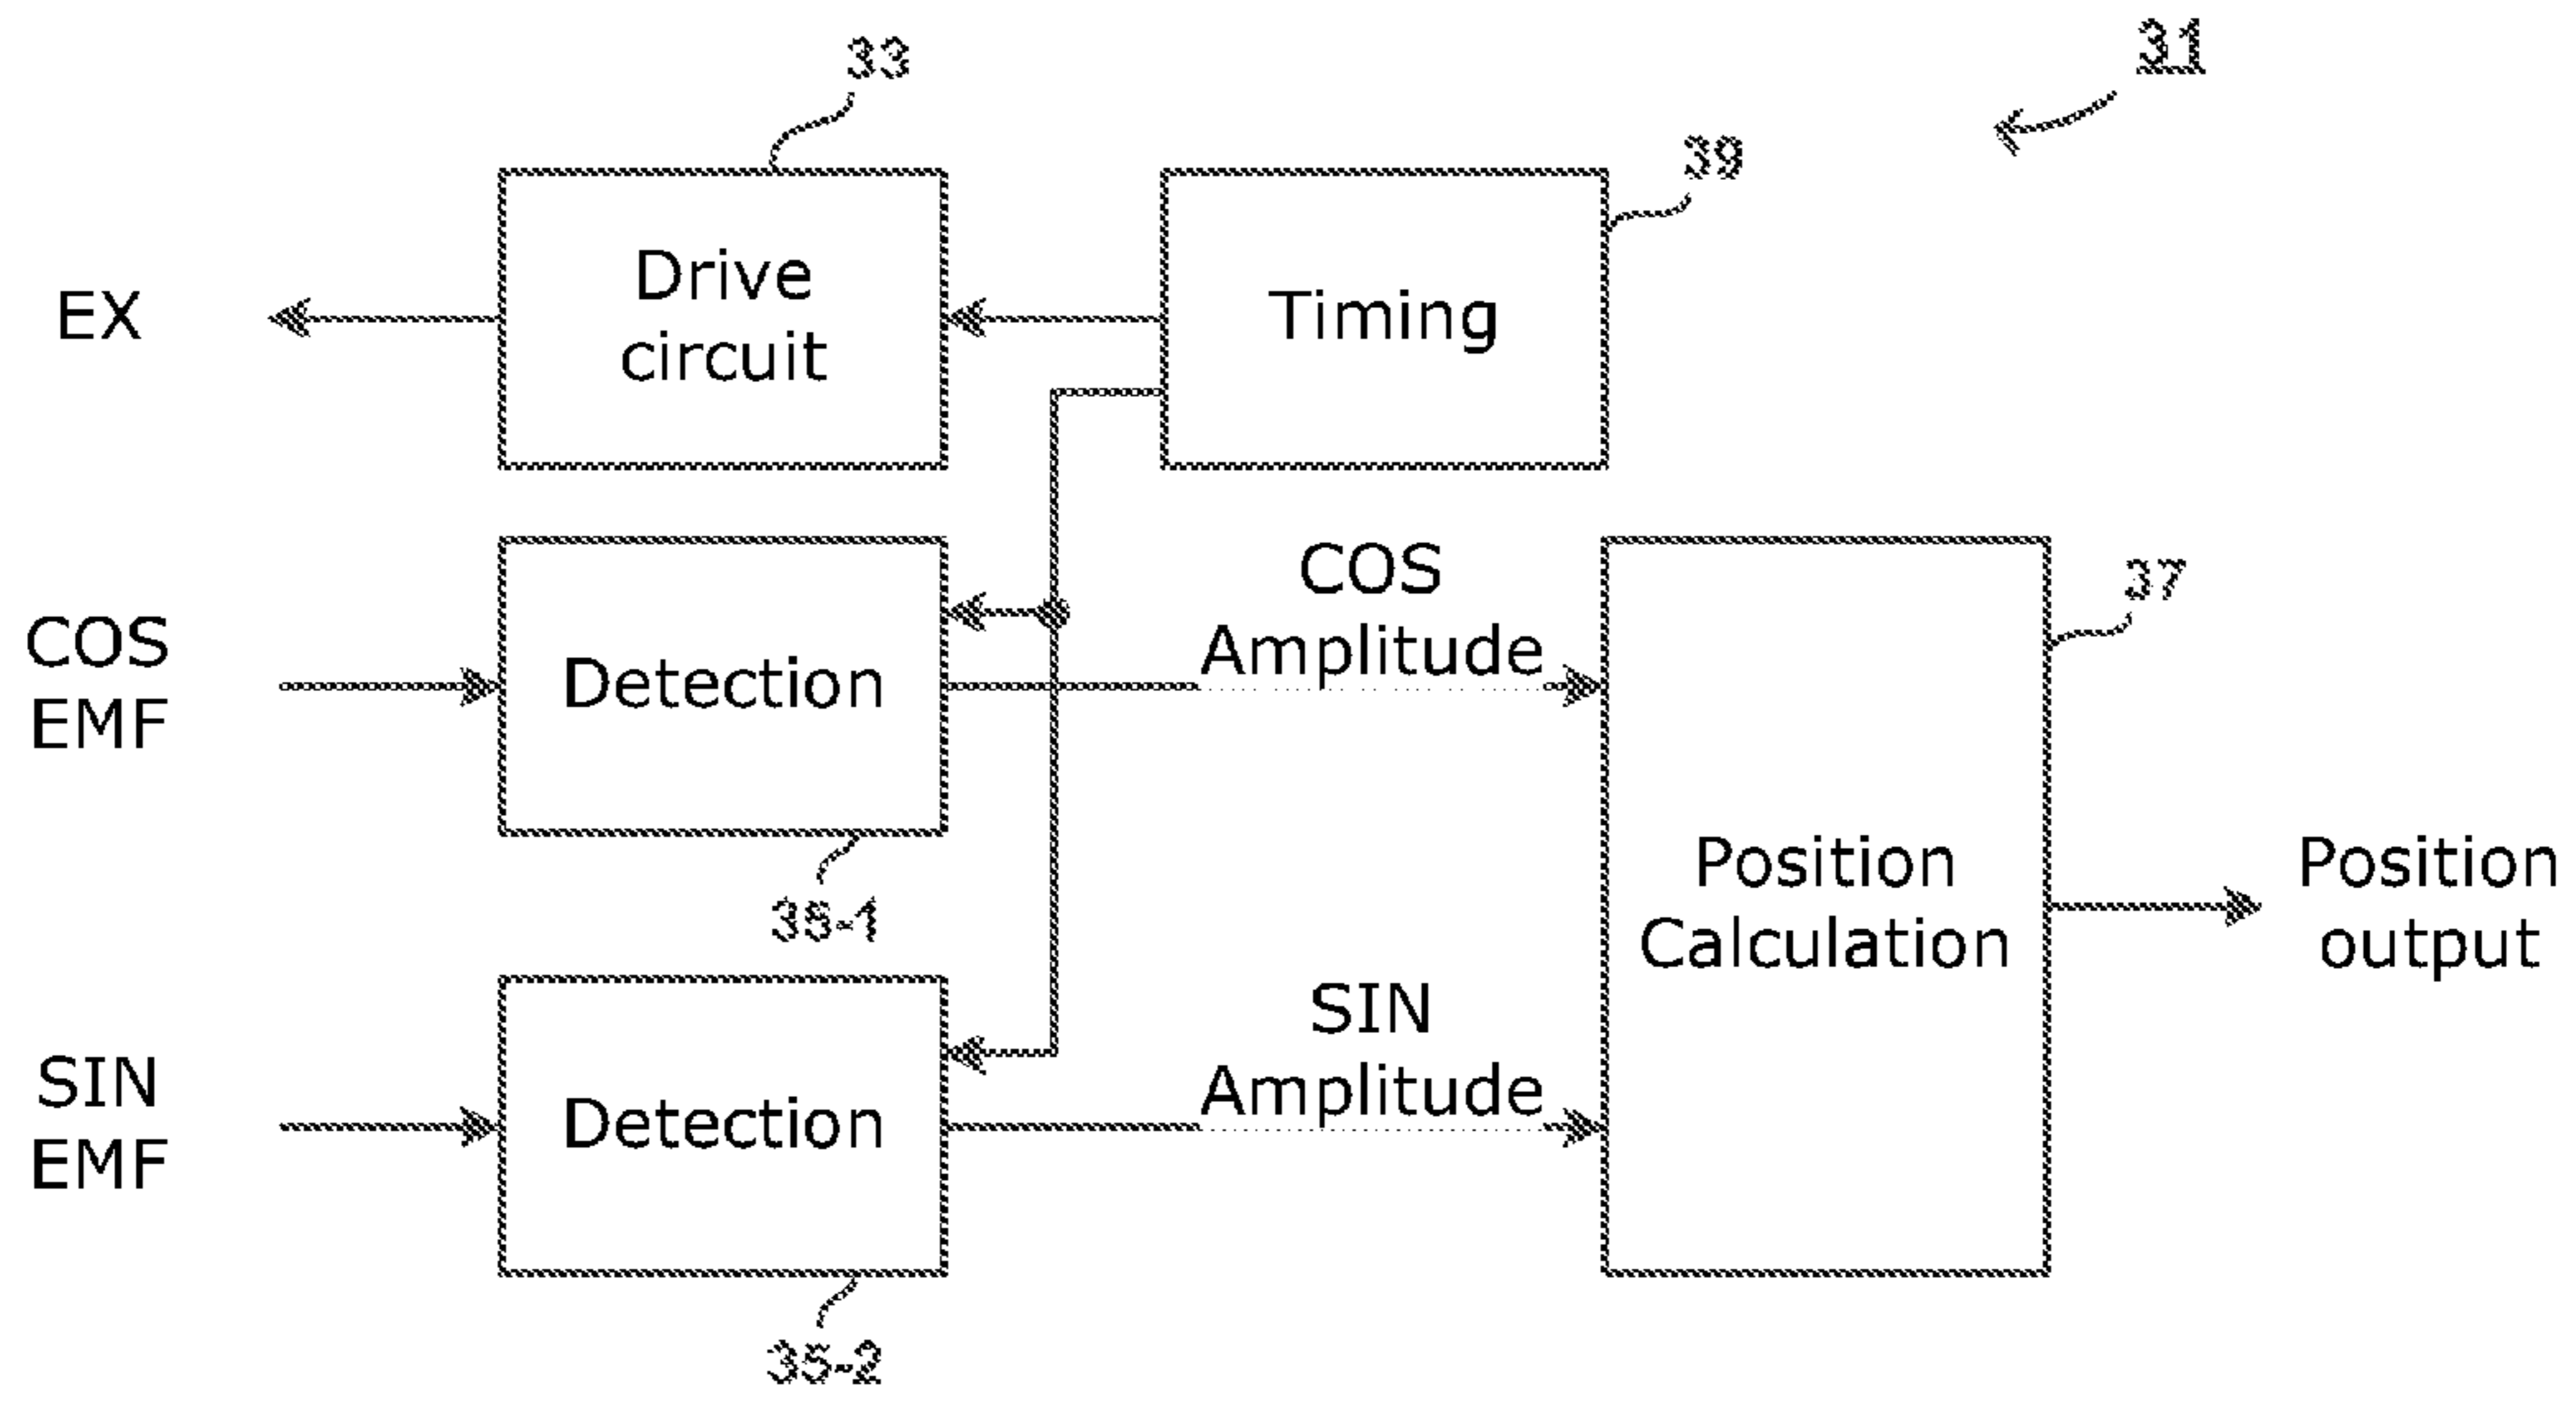 31
33
39
EX
Drive
circuit
Timing
COS
EMF
Detection
COS
Amplitude
37
35-1
Position
Calculation
Position
output
SIN
EMF
Detection
SIN
Amplitude
35-2